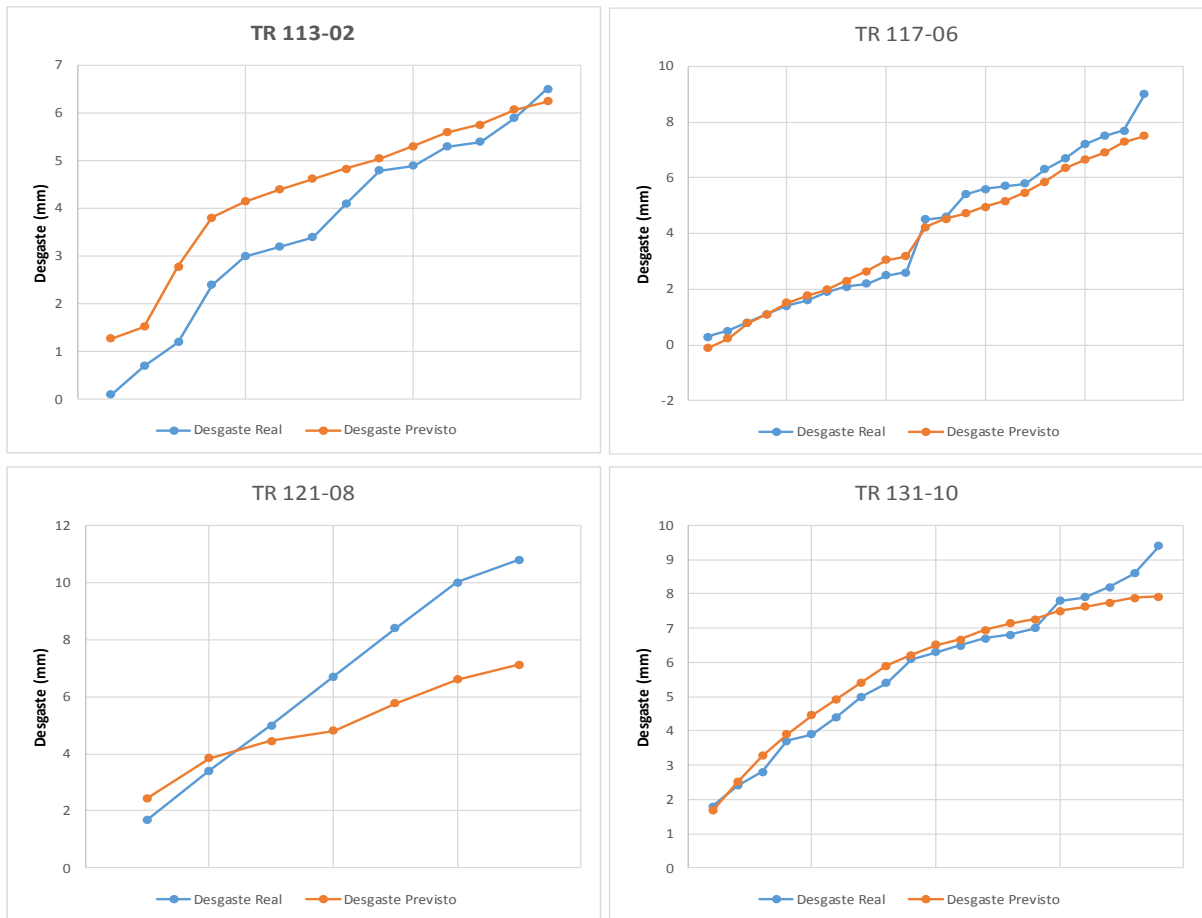 TR 113-02
7
6
5
4
3
2
1
0
Desgaste (mm)
Desgaste Real
Desgaste Previsto
TR 117-06
10
8
6
4
2
0
-2
Desgaste (mm)
Desgaste Real
Desgaste Previsto
TR 121-08
12
10
8
6
4
2
0
Desgaste (mm)
Desgaste Real
Desgaste Previsto
TR 131-10
10
9
8
7
6
5
4
3
2
1
0
Desgaste (mm)
Desgaste Real
Desgaste Previsto